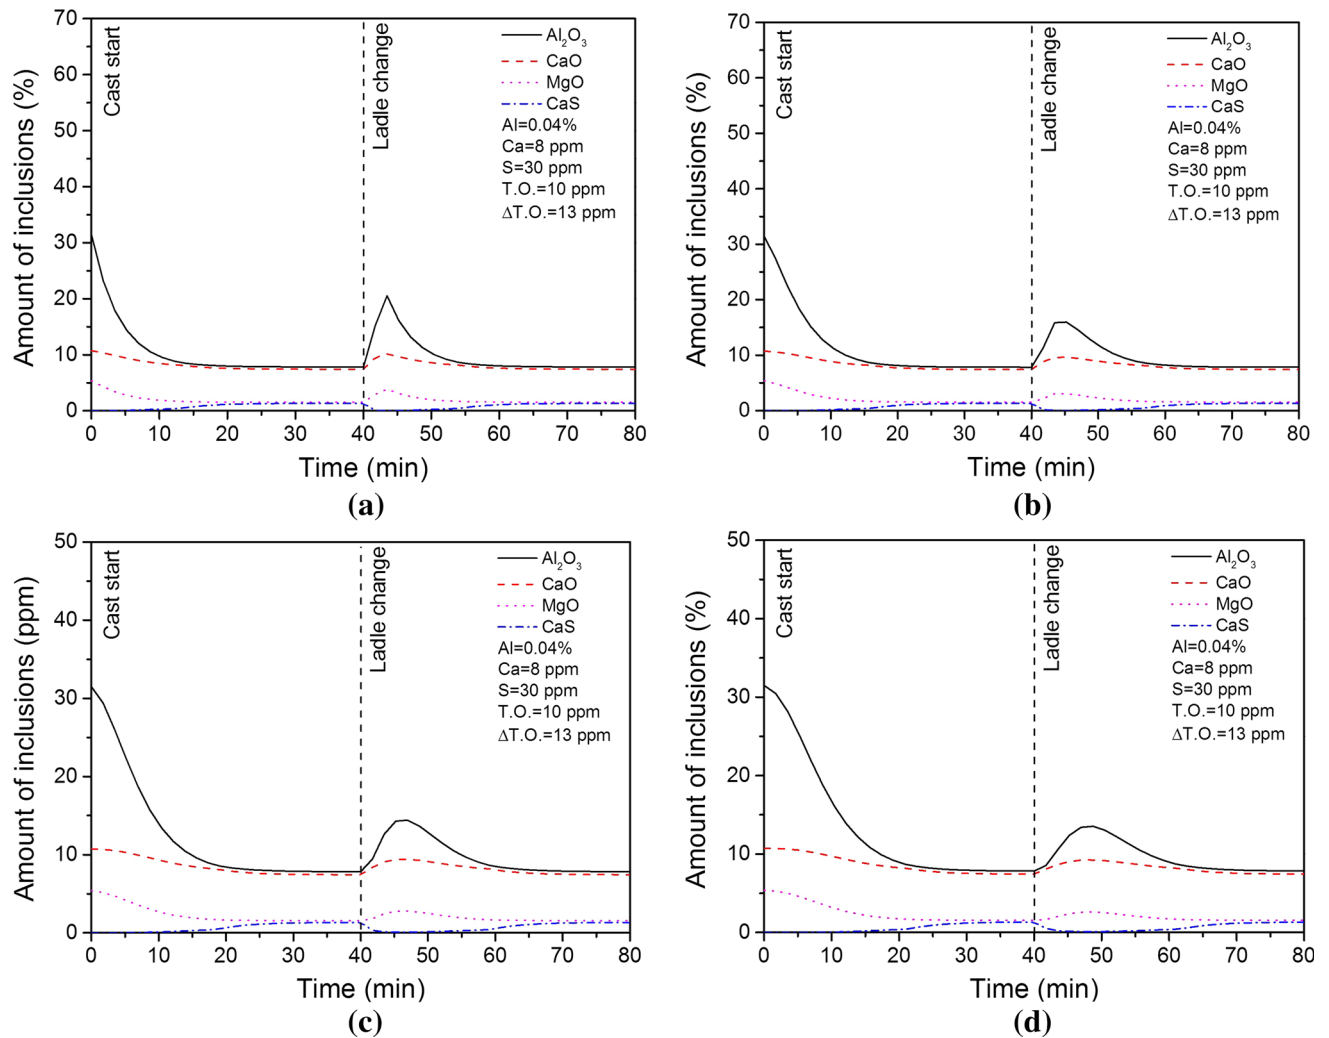 Amount of inclusions (%)
70
60
50
40
30
20
10
0
Cast start
Ladle change
Al₂O₃
CaO
MgO
CaS
Al=0.04%
Ca=8 ppm
S=30 ppm
T.O.=10 ppm
ΔT.O.=13 ppm
0 10 20 30 40 50 60 70 80
Time (min)
(a)
Amount of inclusions (%)
70
60
50
40
30
20
10
0
Cast start
Ladle change
Al₂O₃
CaO
MgO
CaS
Al=0.04%
Ca=8 ppm
S=30 ppm
T.O.=10 ppm
ΔT.O.=13 ppm
0 10 20 30 40 50 60 70 80
Time (min)
(b)
Amount of inclusions (ppm)
50
40
30
20
10
0
Cast start
Ladle change
Al₂O₃
CaO
MgO
CaS
Al=0.04%
Ca=8 ppm
S=30 ppm
T.O.=10 ppm
ΔT.O.=13 ppm
0 10 20 30 40 50 60 70 80
Time (min)
(c)
Amount of inclusions (%)
50
40
30
20
10
0
Cast start
Ladle change
Al₂O₃
CaO
MgO
CaS
Al=0.04%
Ca=8 ppm
S=30 ppm
T.O.=10 ppm
ΔT.O.=13 ppm
0 10 20 30 40 50 60 70 80
Time (min)
(d)